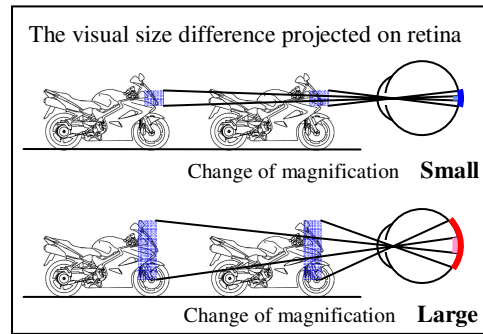 The visual size difference projected on retina
Change of magnification Small
Change of magnification Large